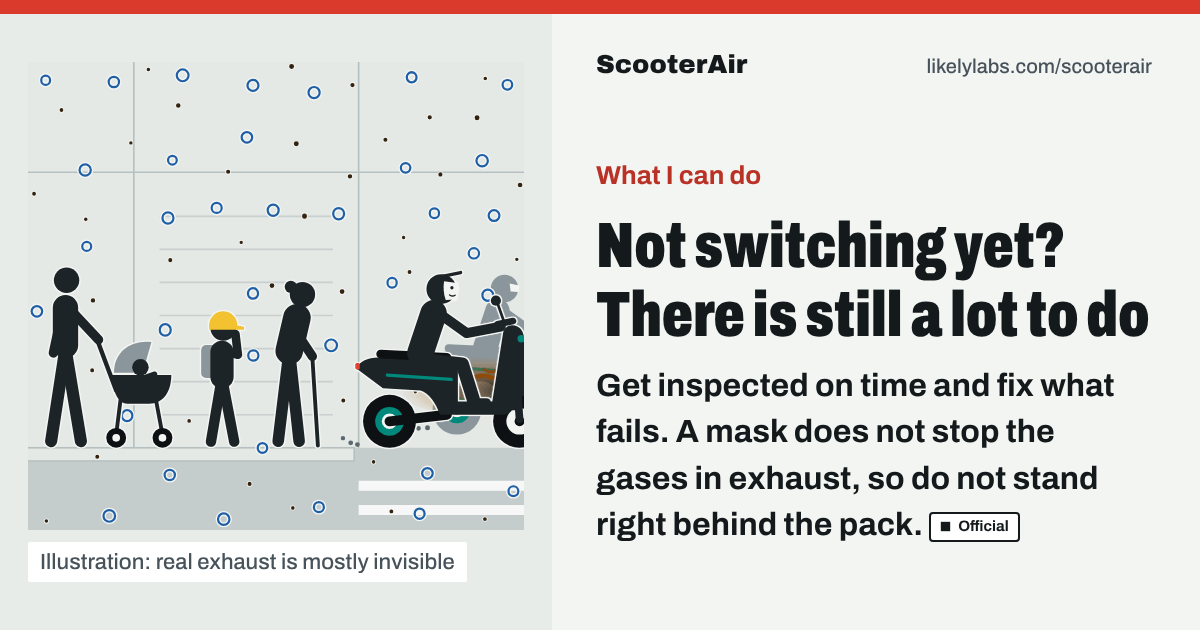 ScooterAir
likelylabs.com/scooterair
What I can do
Not switching yet?
There is still a lot to do
Get inspected on time and fix what
fails. A mask does not stop the
gases in exhaust, so do not stand
right behind the pack. Official
Illustration: real exhaust is mostly invisible